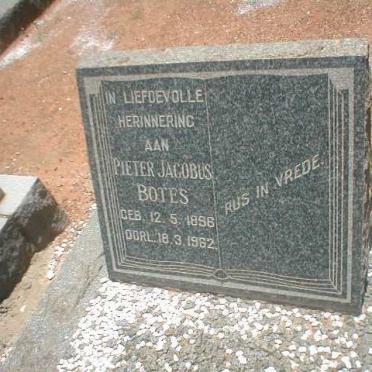 IN LIEFDEVOLLE
HERINNERING
AAN
PIETER JACOBUS
BOTES
GEB. 12. 5. 1896
OORL. 18. 3. 1962.
RUS IN VREDE.